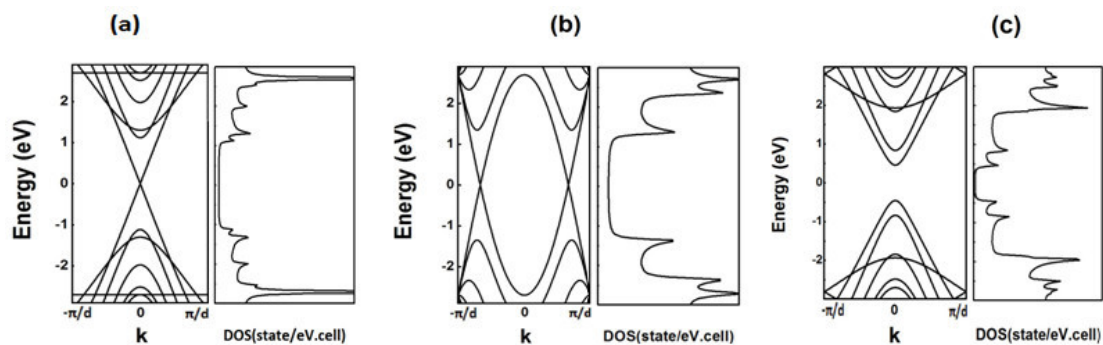 (a) (b) (c)
Energy (eV)
2
1
0
-1
-2
-π/d 0 π/d
k
DOS(state/eV.cell)
Energy (eV)
2
1
0
-1
-2
-π/d 0 π/d
k
DOS(state/eV.cell)
Energy (eV)
2
1
0
-1
-2
-π/d 0 π/d
k
DOS(state/eV.cell)